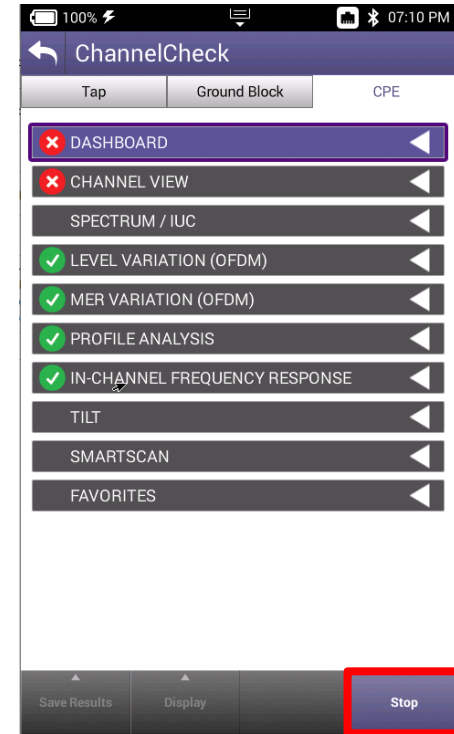 100% 07:10 PM
ChannelCheck
Tap Ground Block CPE
DASHBOARD
CHANNEL VIEW
SPECTRUM / IUC
LEVEL VARIATION (OFDM)
MER VARIATION (OFDM)
PROFILE ANALYSIS
IN-CHANNEL FREQUENCY RESPONSE
TILT
SMARTSCAN
FAVORITES
Save Results Display Stop